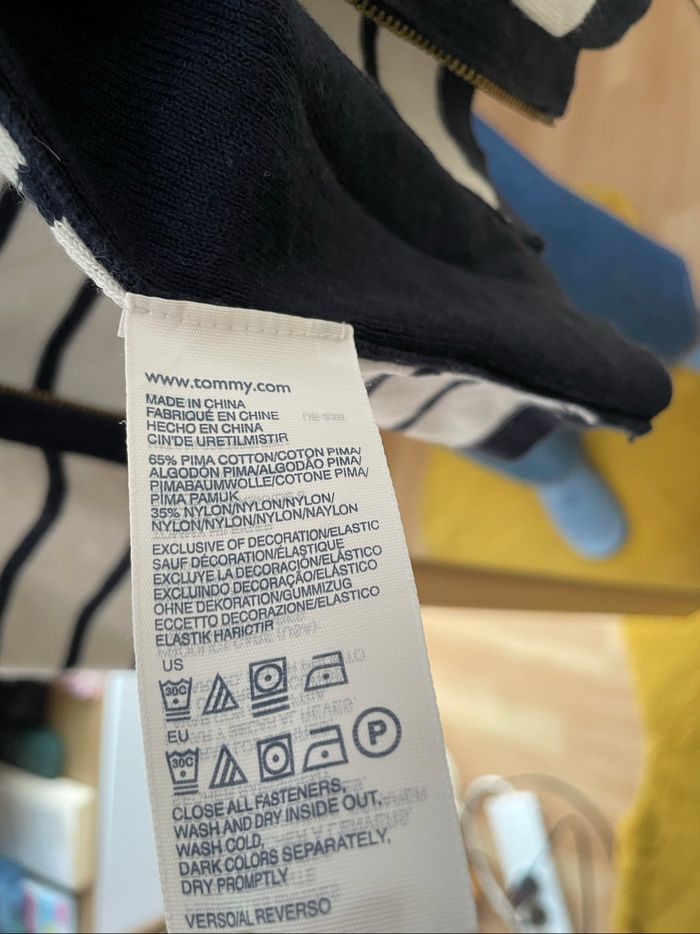 www.tommy.com
MADE IN CHINA
FABRIQUÉ EN CHINE
HECHO EN CHINA
CIN'DE URETILMISTIR
65% PIMA COTTON/COTON PIMA/
ALGODÓN PIMA/ALGODÃO PIMA/
PIMABAUMWOLLE/COTONE PIMA/
PIMA PAMUK
35% NYLON/NYLON/NYLON/
NYLON/NYLON/NYLON/NAYLON
EXCLUSIVE OF DECORATION/ELASTIC
SAUF DÉCORATION/ÉLASTIQUE
EXCLUYE LA DECORACIÓN/ELÁSTICO
EXCLUINDO DECORAÇÃO/ELÁSTICO
OHNE DEKORATION/GUMMIZUG
ECCETTO DECORAZIONE/ELASTICO
ELASTIK HARICTIR
US
30C
EU
30C P
CLOSE ALL FASTENERS,
WASH AND DRY INSIDE OUT,
WASH COLD,
DARK COLORS SEPARATELY,
DRY PROMPTLY
VERSO/AL REVERSO